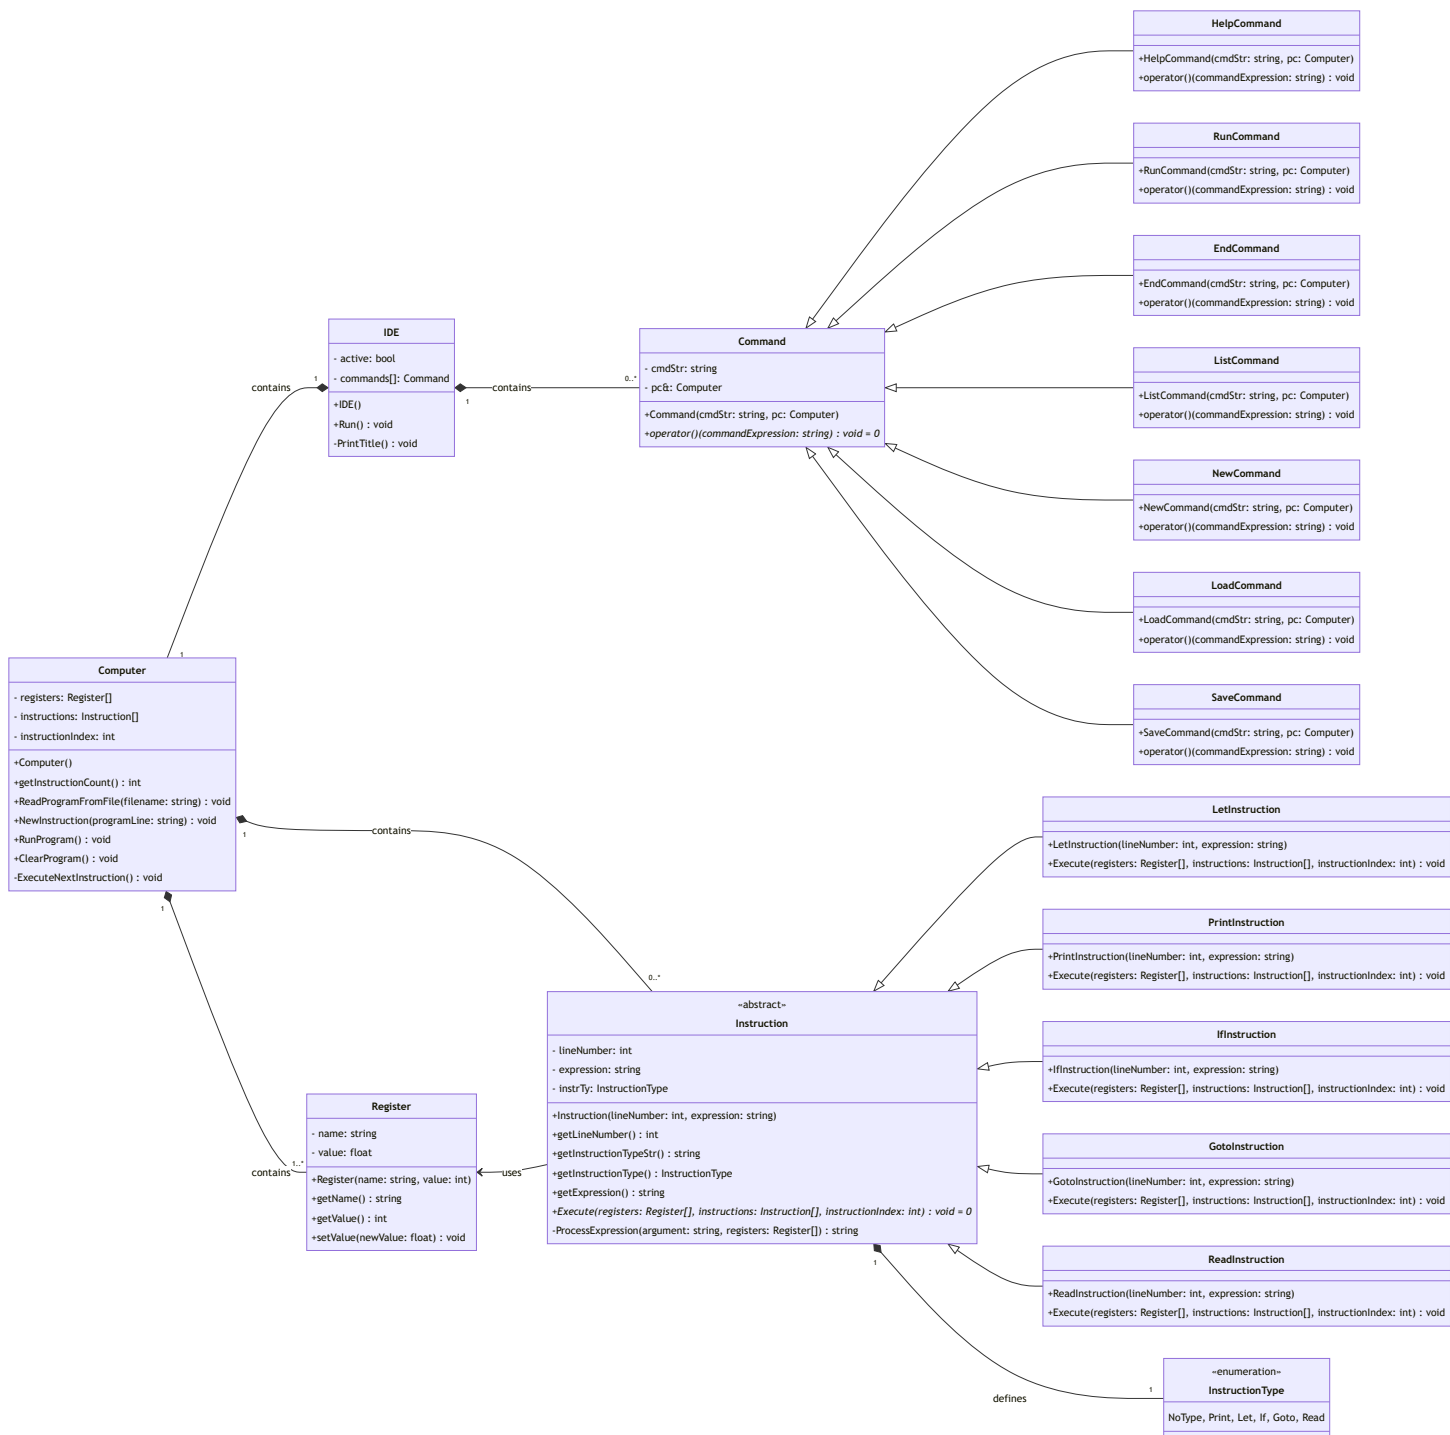 HelpCommand
+HelpCommand(cmdStr: string, pc: Computer)
+operator()(commandExpression: string) : void
RunCommand
+RunCommand(cmdStr: string, pc: Computer)
+operator()(commandExpression: string) : void
EndCommand
+EndCommand(cmdStr: string, pc: Computer)
+operator()(commandExpression: string) : void
ListCommand
+ListCommand(cmdStr: string, pc: Computer)
+operator()(commandExpression: string) : void
NewCommand
+NewCommand(cmdStr: string, pc: Computer)
+operator()(commandExpression: string) : void
LoadCommand
+LoadCommand(cmdStr: string, pc: Computer)
+operator()(commandExpression: string) : void
SaveCommand
+SaveCommand(cmdStr: string, pc: Computer)
+operator()(commandExpression: string) : void
IDE
- active: bool
- commands[]: Command
+IDE()
+Run() : void
-PrintTitle() : void
contains
1
1
contains
1
0..*
Command
- cmdStr: string
- pc&: Computer
+Command(cmdStr: string, pc: Computer)
+operator()(commandExpression: string) : void = 0
Computer
- registers: Register[]
- instructions: Instruction[]
- instructionIndex: int
+Computer()
+getInstructionCount() : int
+ReadProgramFromFile(filename: string) : void
+NewInstruction(programLine: string) : void
+RunProgram() : void
+ClearProgram() : void
-ExecuteNextInstruction() : void
1
contains
0..*
1
contains
1..*
Register
- name: string
- value: float
+Register(name: string, value: int)
+getName() : string
+getValue() : int
+setValue(newValue: float) : void
uses
«abstract»
Instruction
- lineNumber: int
- expression: string
- instrTy: InstructionType
+Instruction(lineNumber: int, expression: string)
+getLineNumber() : int
+getInstructionTypeStr() : string
+getInstructionType() : InstructionType
+getExpression() : string
+Execute(registers: Register[], instructions: Instruction[], instructionIndex: int) : void = 0
-ProcessExpression(argument: string, registers: Register[]) : string
1
defines
1
LetInstruction
+LetInstruction(lineNumber: int, expression: string)
+Execute(registers: Register[], instructions: Instruction[], instructionIndex: int) : void
PrintInstruction
+PrintInstruction(lineNumber: int, expression: string)
+Execute(registers: Register[], instructions: Instruction[], instructionIndex: int) : void
IfInstruction
+IfInstruction(lineNumber: int, expression: string)
+Execute(registers: Register[], instructions: Instruction[], instructionIndex: int) : void
GotoInstruction
+GotoInstruction(lineNumber: int, expression: string)
+Execute(registers: Register[], instructions: Instruction[], instructionIndex: int) : void
ReadInstruction
+ReadInstruction(lineNumber: int, expression: string)
+Execute(registers: Register[], instructions: Instruction[], instructionIndex: int) : void
«enumeration»
InstructionType
NoType, Print, Let, If, Goto, Read